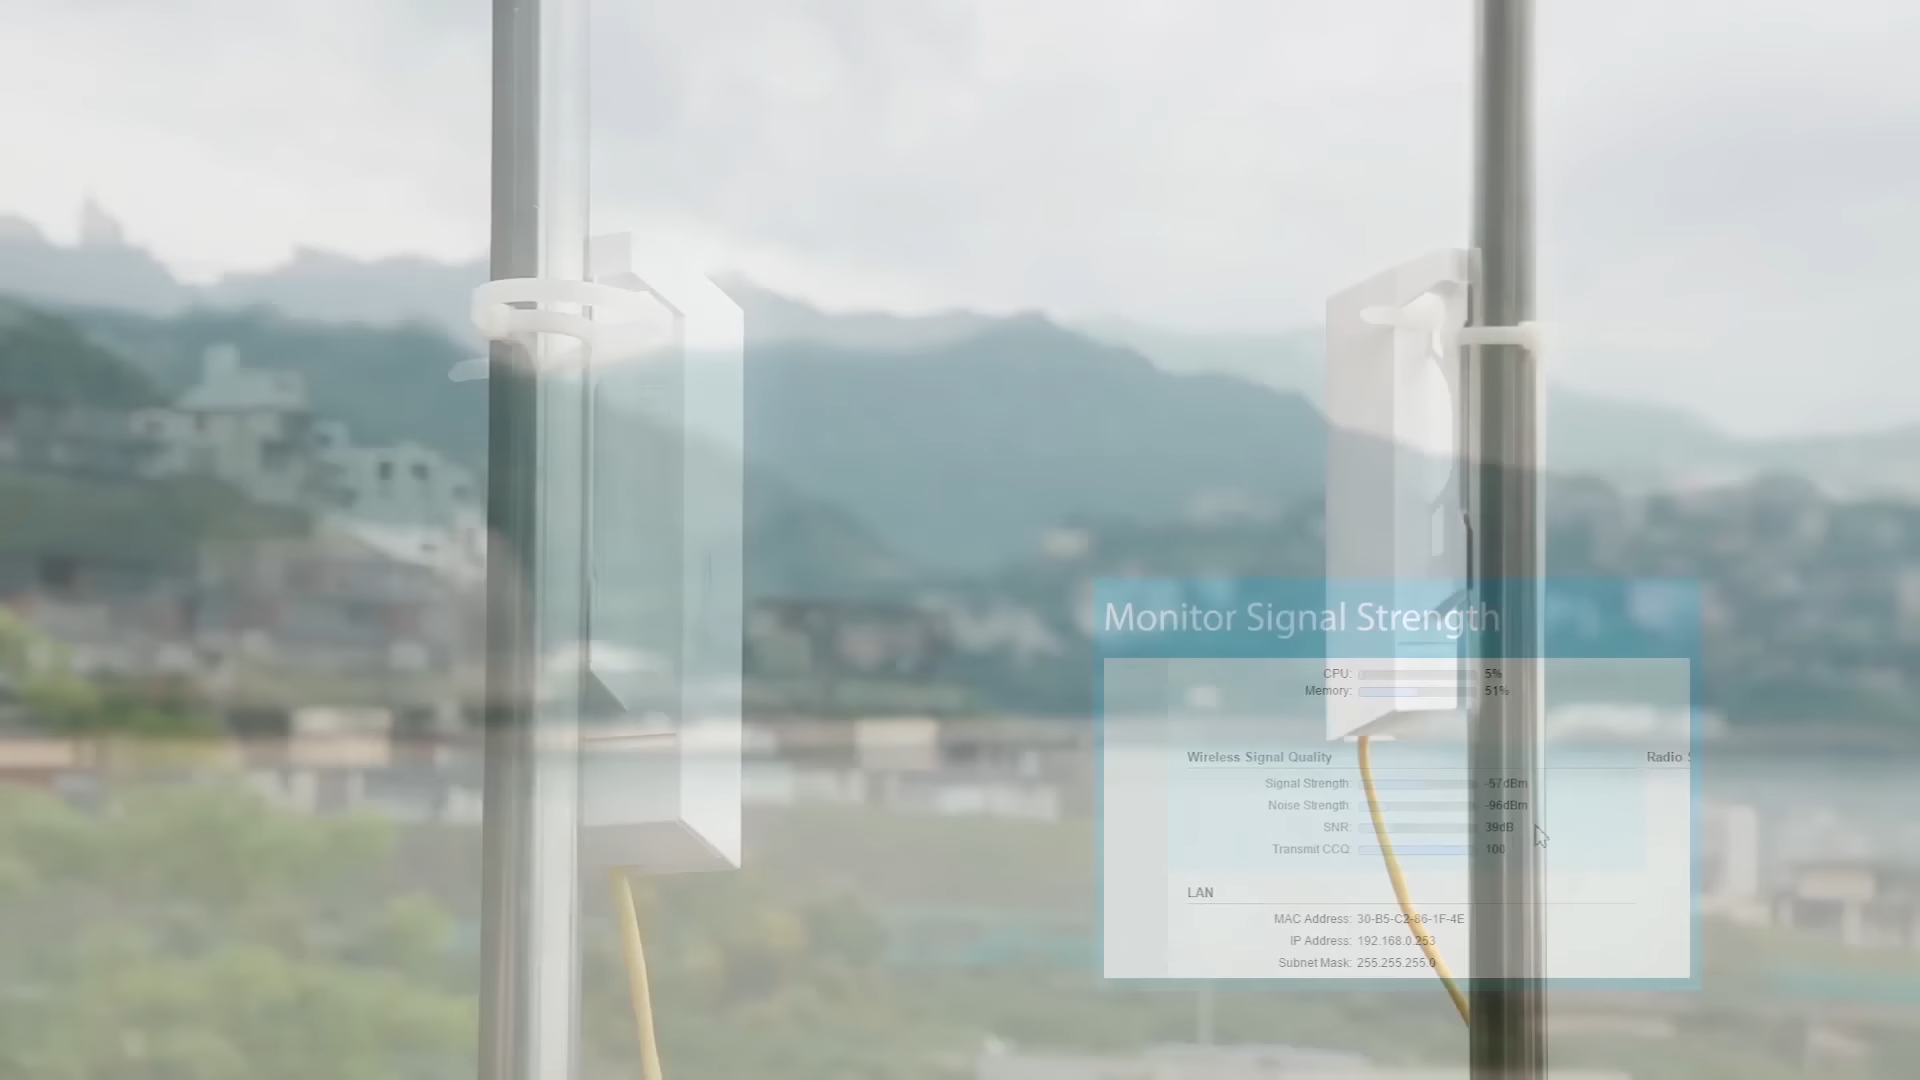 Monitor Signal Strength
CPU: 5%
Memory: 51%
Wireless Signal Quality
Radio
Signal Strength: -57dBm
Noise Strength: -96dBm
SNR: 39dB
Transmit CCQ: 100
LAN
MAC Address: 30-B5-C2-86-1F-4E
IP Address: 192.168.0.253
Subnet Mask: 255.255.255.0